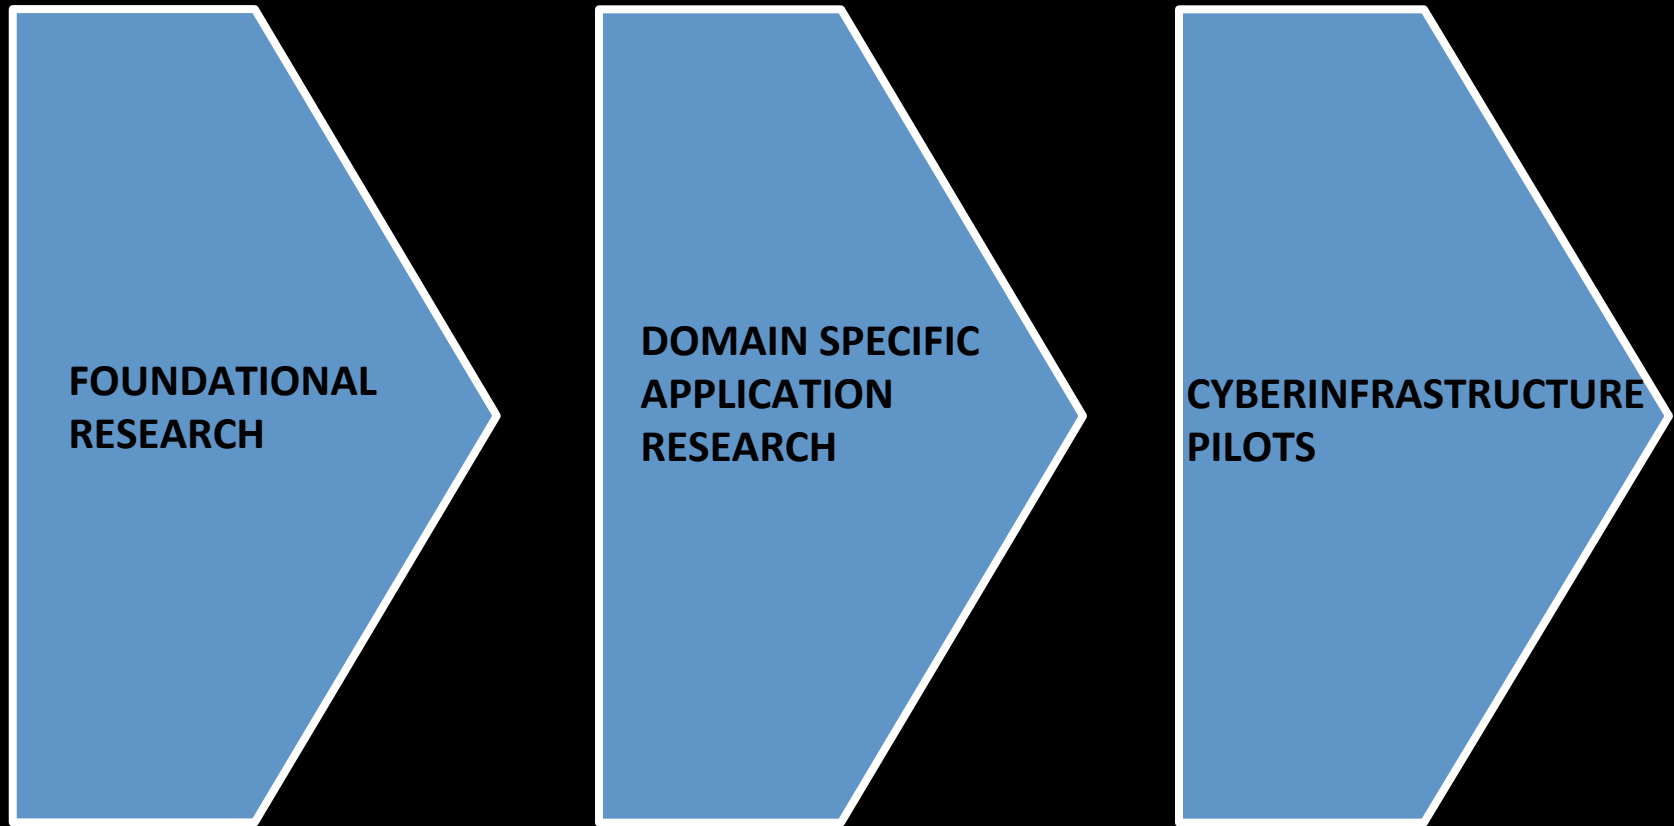 FOUNDATIONAL
RESEARCH
DOMAIN SPECIFIC
APPLICATION
RESEARCH
CYBERINFRASTRUCTURE
PILOTS